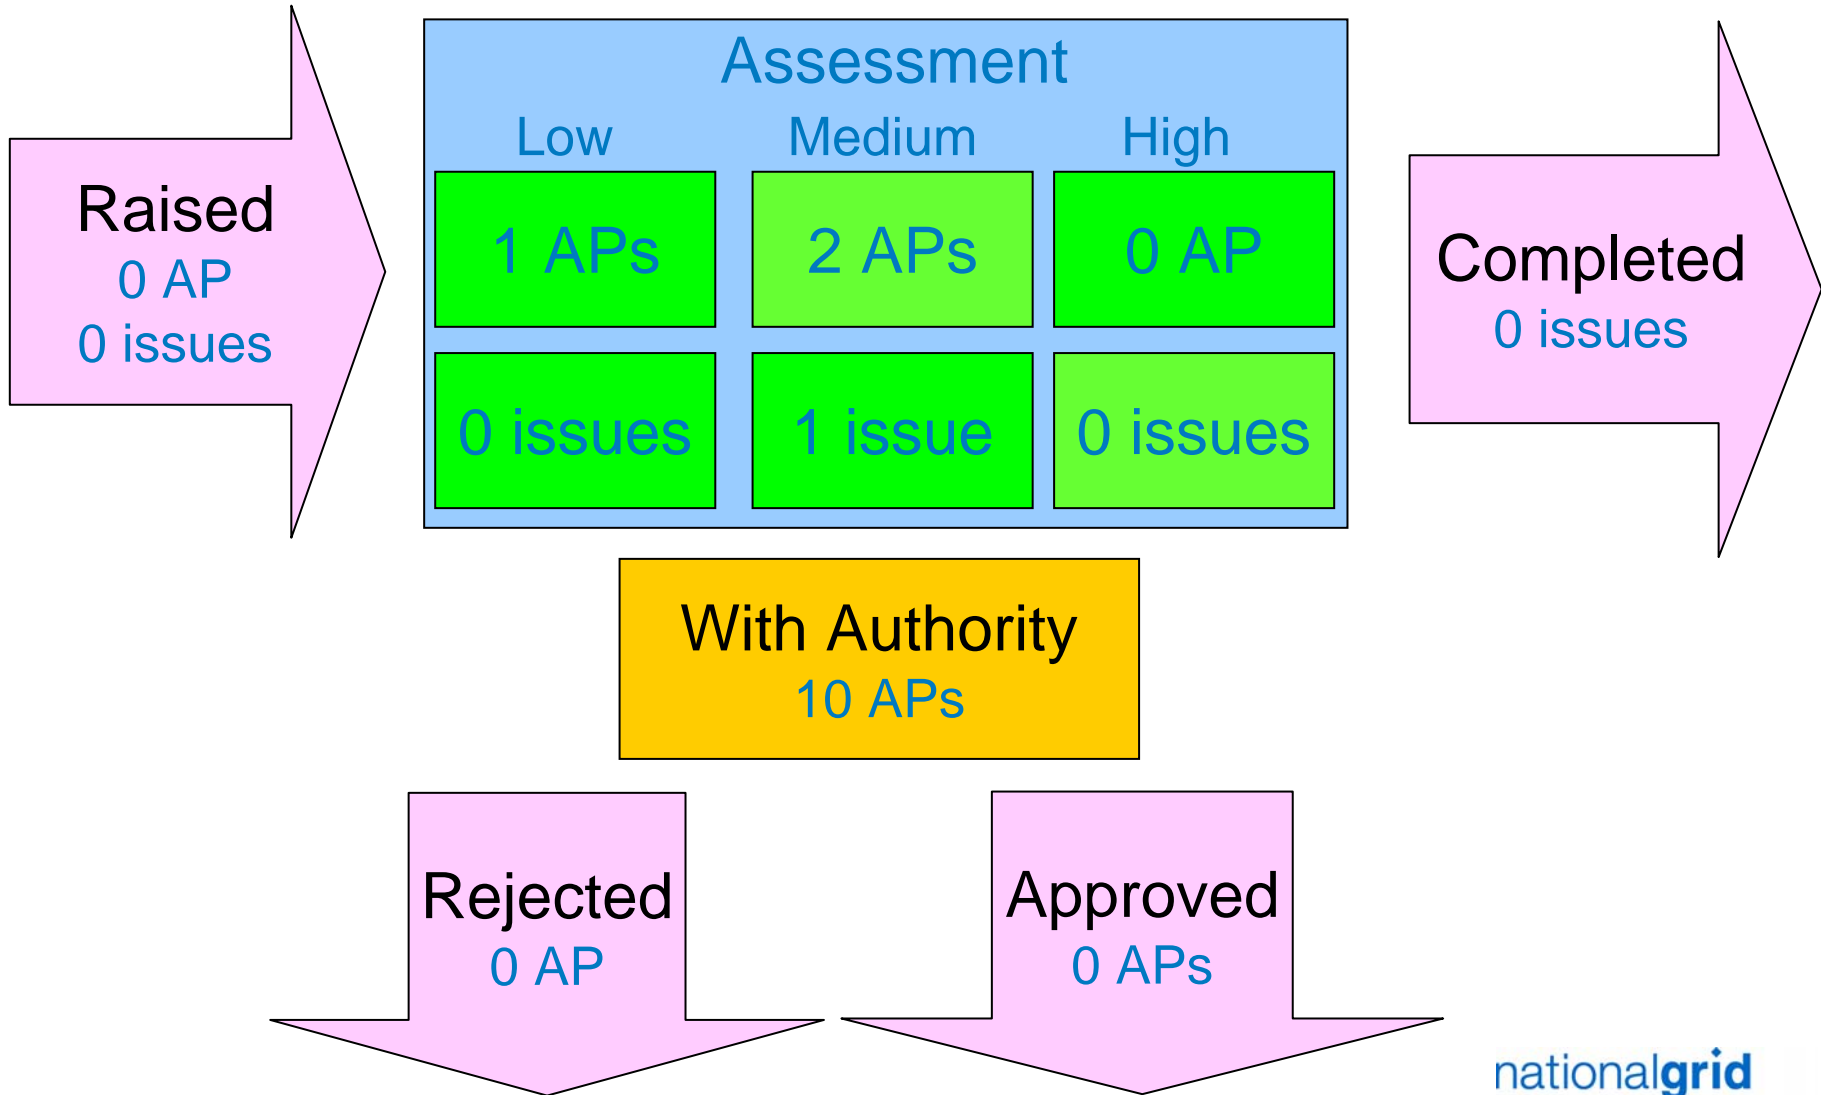 Raised
0 AP
0 issues
Assessment
Low Medium High
1 APs 2 APs 0 AP
0 issues 1 issue 0 issues
Completed
0 issues
With Authority
10 APs
Rejected
0 AP
Approved
0 APs
nationalgrid